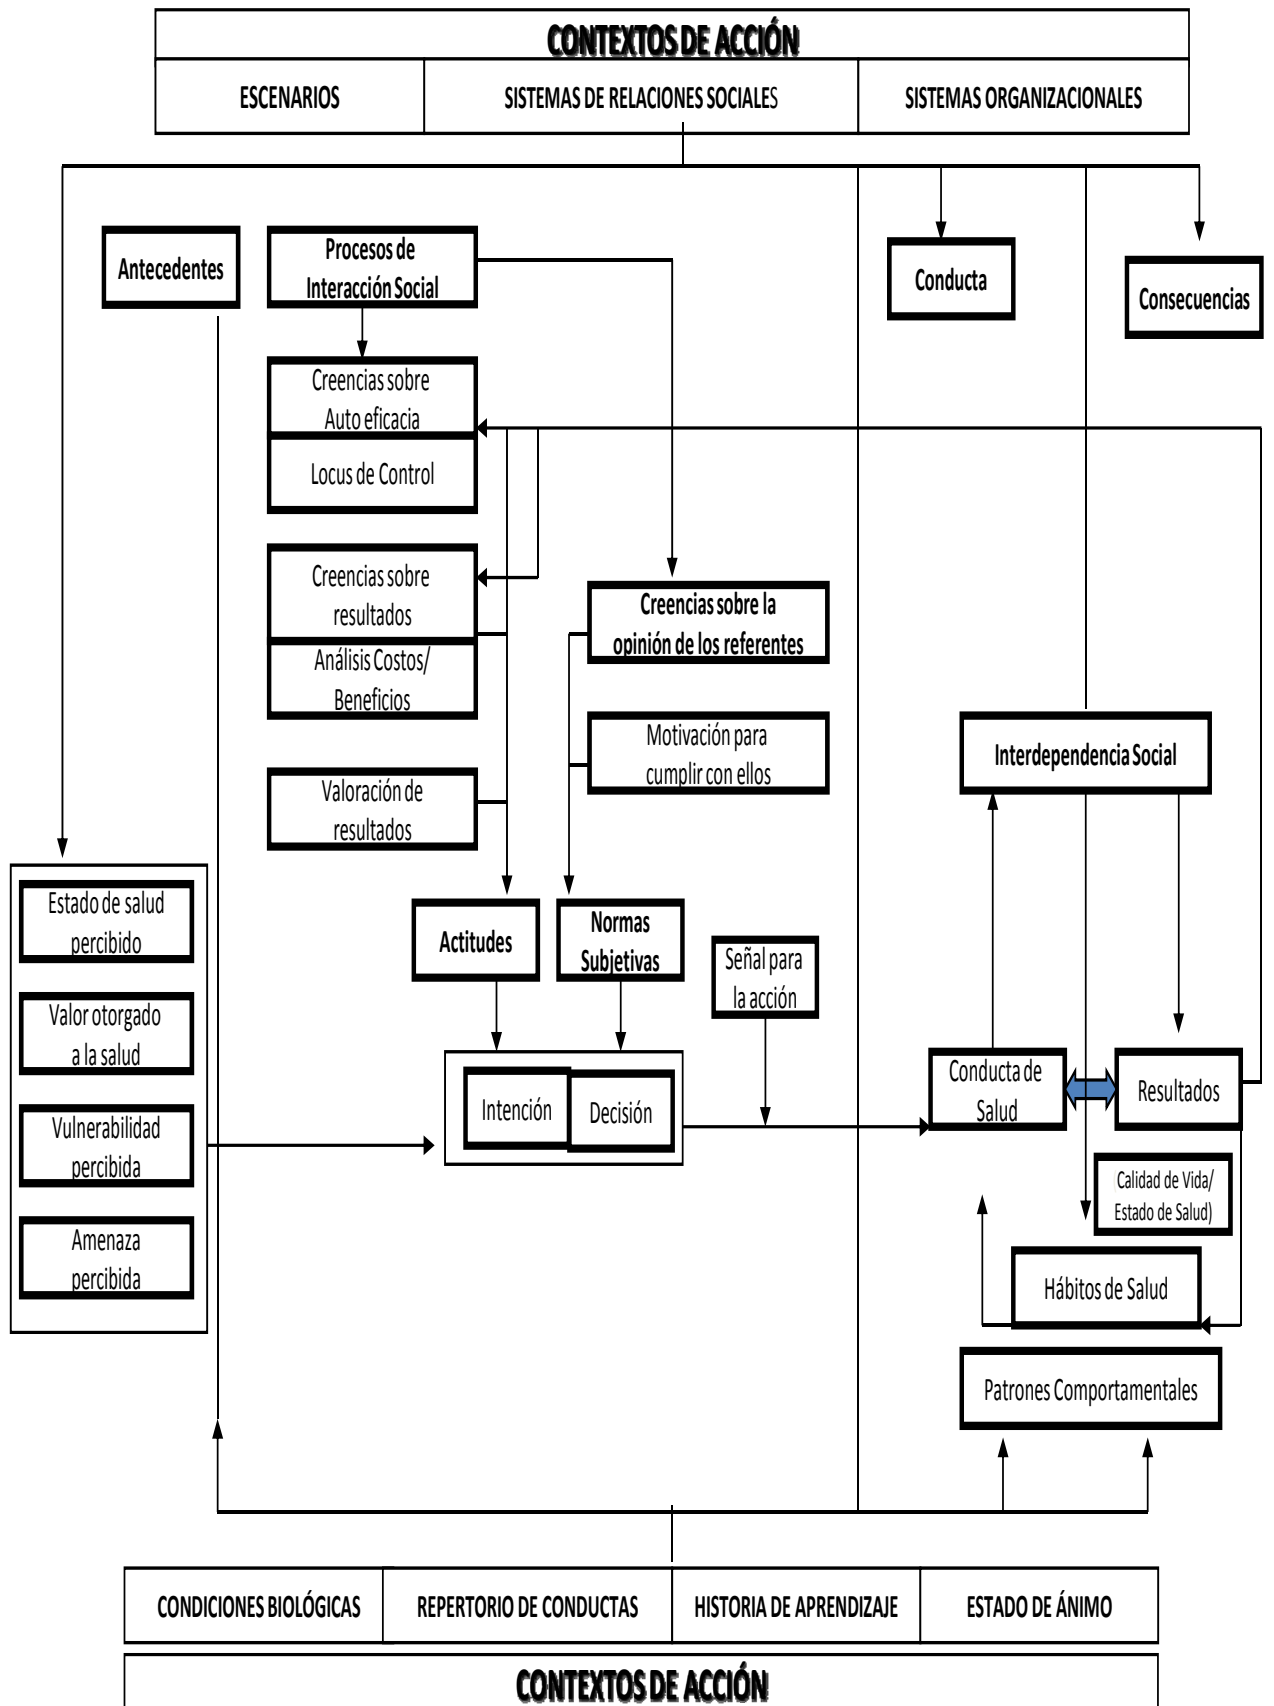 CONTEXTOS DE ACCIÓN
ESCENARIOS
SISTEMAS DE RELACIONES SOCIALES
SISTEMAS ORGANIZACIONALES
Antecedentes
Procesos de
Interacción Social
Conducta
Consecuencias
Creencias sobre
Auto eficacia
Locus de Control
Creencias sobre
resultados
Análisis Costos/
Beneficios
Valoración de
resultados
Creencias sobre la
opinión de los referentes
Motivación para
cumplir con ellos
Interdependencia Social
Estado de salud
percibido
Valor otorgado
a la salud
Vulnerabilidad
percibida
Amenaza
percibida
Actitudes
Normas
Subjetivas
Señal para
la acción
Intención
Decisión
Conducta de
Salud
Resultados
(Calidad de Vida/
Estado de Salud)
Hábitos de Salud
Patrones Comportamentales
CONDICIONES BIOLÓGICAS
REPERTORIO DE CONDUCTAS
HISTORIA DE APRENDIZAJE
ESTADO DE ÁNIMO
CONTEXTOS DE ACCIÓN